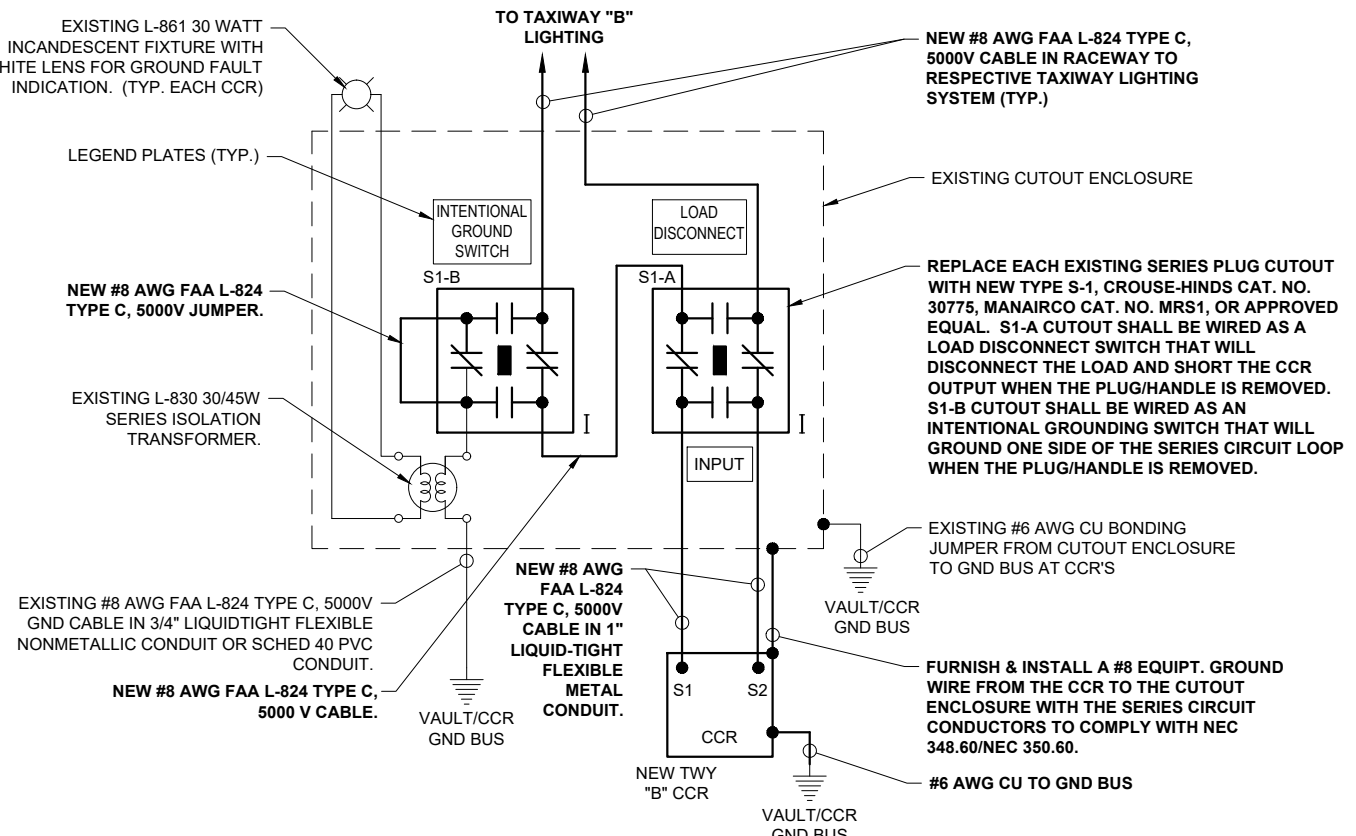 EXISTING L-861 30 WATT
INCANDESCENT FIXTURE WITH
HITE LENS FOR GROUND FAULT
INDICATION. (TYP. EACH CCR)
TO TAXIWAY "B"
LIGHTING
NEW #8 AWG FAA L-824 TYPE C,
5000V CABLE IN RACEWAY TO
RESPECTIVE TAXIWAY LIGHTING
SYSTEM (TYP.)
LEGEND PLATES (TYP.)
EXISTING CUTOUT ENCLOSURE
INTENTIONAL
GROUND
SWITCH
LOAD
DISCONNECT
S1-B
S1-A
NEW #8 AWG FAA L-824
TYPE C, 5000V JUMPER.
REPLACE EACH EXISTING SERIES PLUG CUTOUT
WITH NEW TYPE S-1, CROUSE-HINDS CAT. NO.
30775, MANAIRCO CAT. NO. MRS1, OR APPROVED
EQUAL. S1-A CUTOUT SHALL BE WIRED AS A
LOAD DISCONNECT SWITCH THAT WILL
DISCONNECT THE LOAD AND SHORT THE CCR
OUTPUT WHEN THE PLUG/HANDLE IS REMOVED.
S1-B CUTOUT SHALL BE WIRED AS AN
INTENTIONAL GROUNDING SWITCH THAT WILL
GROUND ONE SIDE OF THE SERIES CIRCUIT LOOP
WHEN THE PLUG/HANDLE IS REMOVED.
EXISTING L-830 30/45W
SERIES ISOLATION
TRANSFORMER.
I
I
INPUT
EXISTING #6 AWG CU BONDING
JUMPER FROM CUTOUT ENCLOSURE
TO GND BUS AT CCR'S
VAULT/CCR
GND BUS
EXISTING #8 AWG FAA L-824 TYPE C, 5000V
GND CABLE IN 3/4" LIQUIDTIGHT FLEXIBLE
NONMETALLIC CONDUIT OR SCHED 40 PVC
CONDUIT.
NEW #8 AWG FAA L-824 TYPE C,
5000 V CABLE.
VAULT/CCR
GND BUS
NEW #8 AWG
FAA L-824
TYPE C, 5000V
CABLE IN 1"
LIQUID-TIGHT
FLEXIBLE
METAL
CONDUIT.
S1
S2
CCR
NEW TWY
"B" CCR
FURNISH & INSTALL A #8 EQUIPT. GROUND
WIRE FROM THE CCR TO THE CUTOUT
ENCLOSURE WITH THE SERIES CIRCUIT
CONDUCTORS TO COMPLY WITH NEC
348.60/NEC 350.60.
#6 AWG CU TO GND BUS
VAULT/CCR
GND BUS